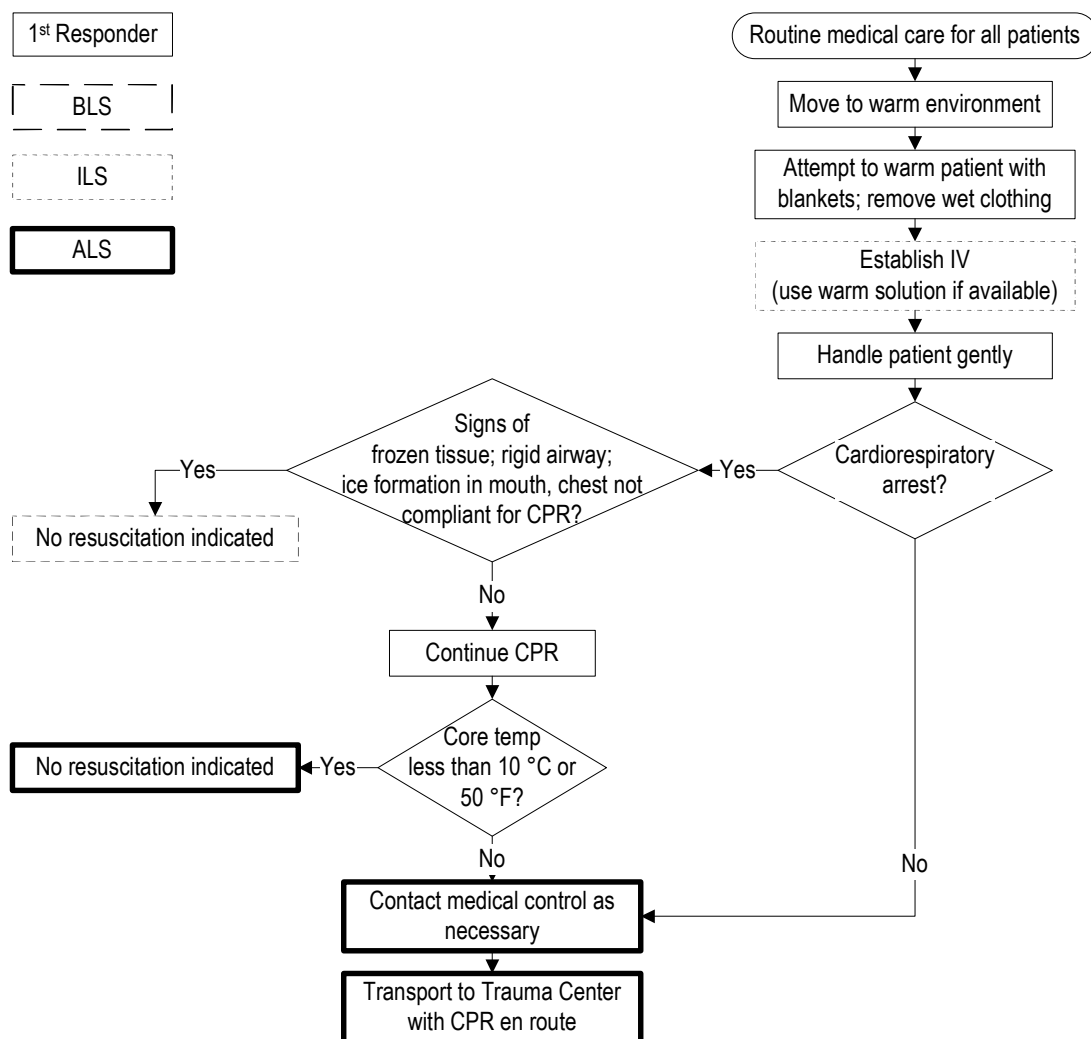 1st Responder
BLS
ILS
ALS
Routine medical care for all patients
Move to warm environment
Attempt to warm patient with
blankets; remove wet clothing
Establish IV
(use warm solution if available)
Handle patient gently
Cardiorespiratory
arrest?
Yes
Signs of
frozen tissue; rigid airway;
ice formation in mouth, chest not
compliant for CPR?
Yes
No resuscitation indicated
No
Continue CPR
Core temp
less than 10 °C or
50 °F?
Yes
No resuscitation indicated
No
No
Contact medical control as
necessary
Transport to Trauma Center
with CPR en route